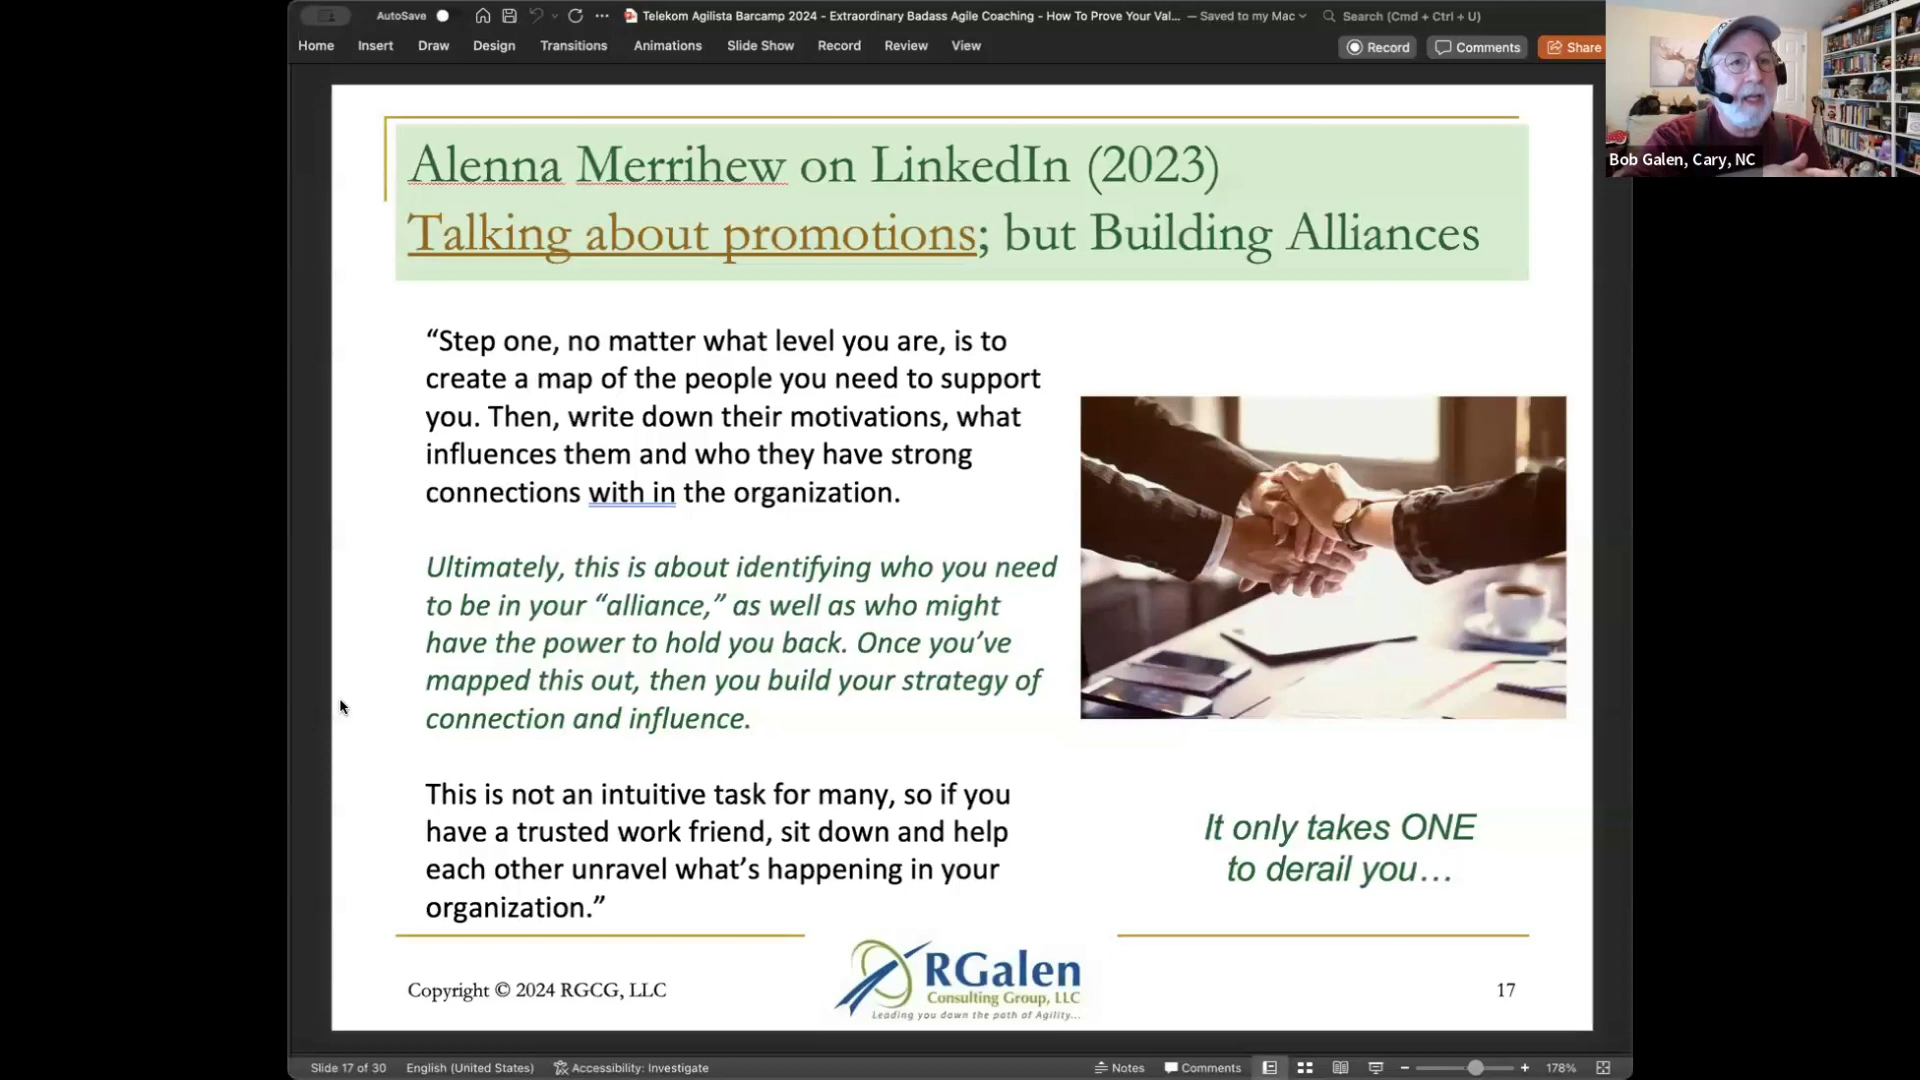 AutoSave
Telekom Agilista Barcamp 2024 - Extraordinary Badass Agile Coaching - How To Prove Your Val... — Saved to my Mac
Search (Cmd + Ctrl + U)
Home Insert Draw Design Transitions Animations Slide Show Record Review View
Record Comments Share
Bob Galen, Cary, NC
Alenna Merrihew on LinkedIn (2023)
Talking about promotions; but Building Alliances
“Step one, no matter what level you are, is to
create a map of the people you need to support
you. Then, write down their motivations, what
influences them and who they have strong
connections with in the organization.
Ultimately, this is about identifying who you need
to be in your “alliance,” as well as who might
have the power to hold you back. Once you’ve
mapped this out, then you build your strategy of
connection and influence.
This is not an intuitive task for many, so if you
have a trusted work friend, sit down and help
each other unravel what’s happening in your
organization.”
It only takes ONE
to derail you…
Copyright © 2024 RGCG, LLC
RGalen
Consulting Group, LLC
Leading you down the path of Agility...
17
Slide 17 of 30 English (United States) Accessibility: Investigate
Notes Comments 178%